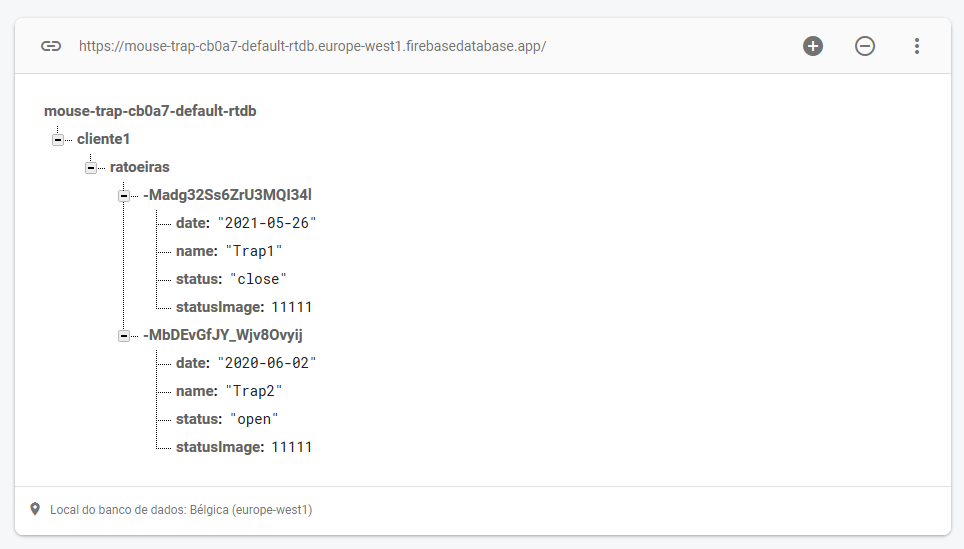 https://mouse-trap-cb0a7-default-rtdb.europe-west1.firebasedatabase.app/
mouse-trap-cb0a7-default-rtdb
cliente1
ratoeiras
-Madg32Ss6ZrU3MQI34l
date: "2021-05-26"
name: "Trap1"
status: "close"
statusImage: 11111
-MbDEvGfJY_Wjv8Ovyij
date: "2020-06-02"
name: "Trap2"
status: "open"
statusImage: 11111
Local do banco de dados: Bélgica (europe-west1)